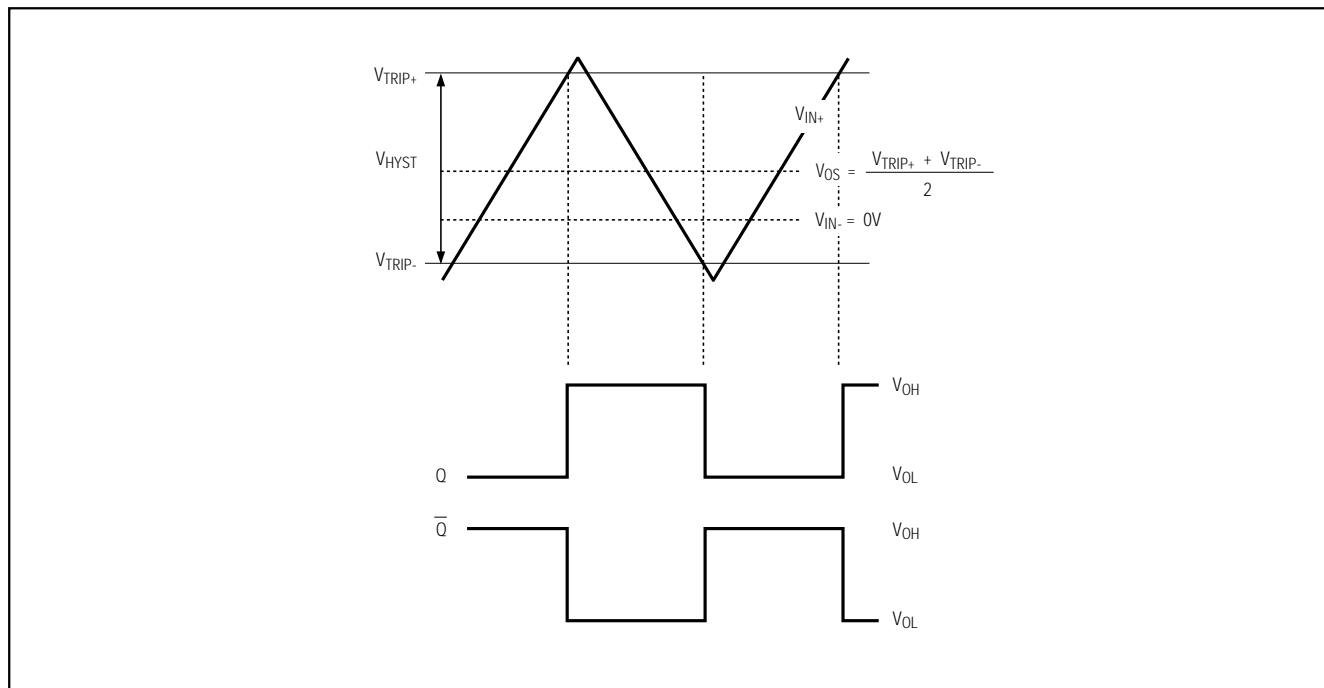 VTRIP+
VIN+
VHYST
VOS = VTRIP+ + VTRIP-
2
VIN- = 0V
VTRIP-
VOH
Q
VOL
Q̅
VOH
VOL